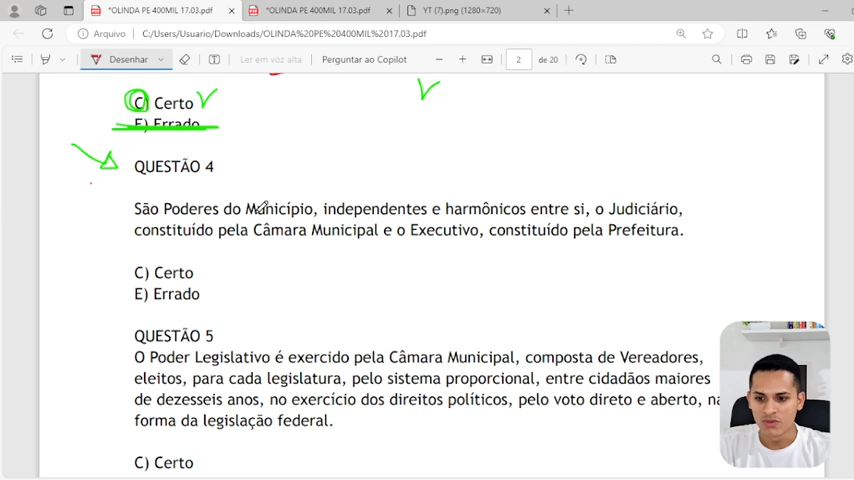 *OLINDA PE 400MIL 17.03.pdf
*OLINDA PE 400MIL 17.03.pdf
YT (7).png (1280×720)
Arquivo
C:/Users/Usuario/Downloads/OLINDA%20PE%20400MIL%2017.03.pdf
Desenhar
Ler em voz alta
Perguntar ao Copilot
2
de 20
C) Certo V
V
E) Errado
QUESTÃO 4
São Poderes do Município, independentes e harmônicos entre si, o Judiciário,
constituído pela Câmara Municipal e o Executivo, constituído pela Prefeitura.
C) Certo
E) Errado
QUESTÃO 5
O Poder Legislativo é exercido pela Câmara Municipal, composta de Vereadores,
eleitos, para cada legislatura, pelo sistema proporcional, entre cidadãos maiores
de dezesseis anos, no exercício dos direitos políticos, pelo voto direto e aberto, na
forma da legislação federal.
C) Certo